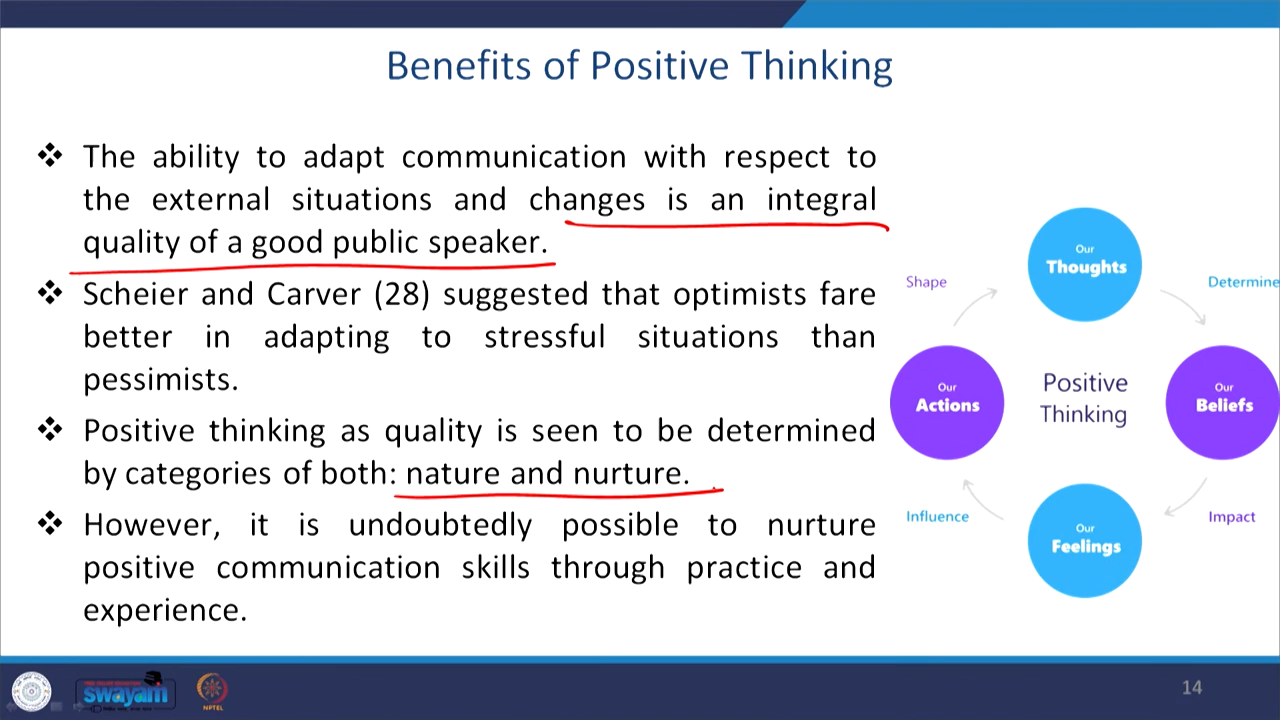 Benefits of Positive Thinking
❖ The ability to adapt communication with respect to
the external situations and changes is an integral
quality of a good public speaker.
❖ Scheier and Carver (28) suggested that optimists fare
better in adapting to stressful situations than
pessimists.
❖ Positive thinking as quality is seen to be determined
by categories of both: nature and nurture.
❖ However, it is undoubtedly possible to nurture
positive communication skills through practice and
experience.
Our
Thoughts
Shape
Determine
Our
Actions
Positive
Thinking
Our
Beliefs
Influence
Our
Feelings
Impact
swayam
NPTEL
14